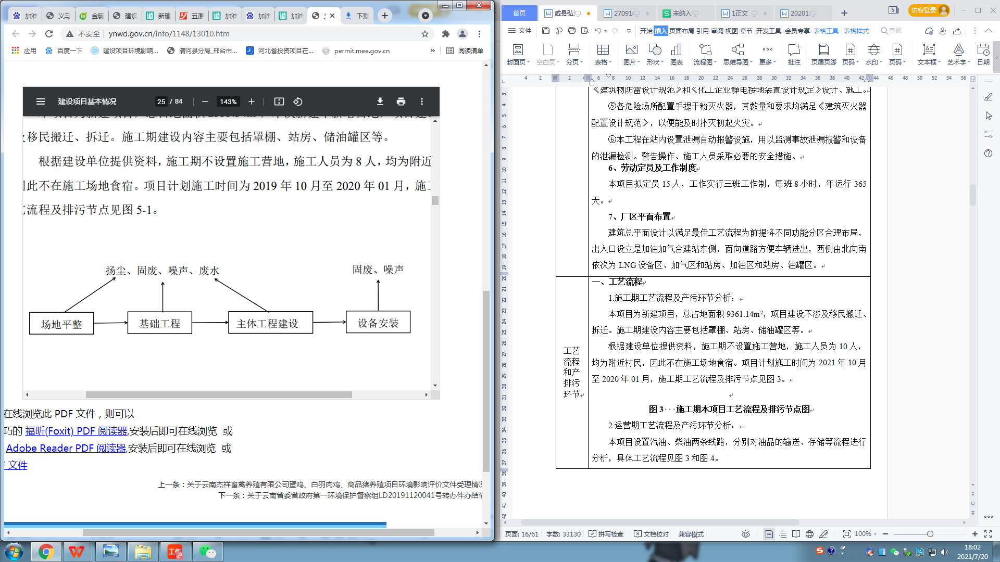 加油
义马
金毓
建设
新建
五原
加油
加油
加油
下载
不安全 | ynwd.gov.cn/info/1148/13010.htm
应用
百度一下
建设项目环境影响...
清河县分局_邢台市...
河北省投资项目在...
permit.mee.gov.cn
»
阅读清单
建设项目基本情况
25 / 84
143%
移民搬迁、拆迁。施工期建设内容主要包括罩棚、站房、储油罐区等。
根据建设单位提供资料，施工期不设置施工营地，施工人员为 8 人，均为附近
因此不在施工场地食宿。项目计划施工时间为 2019 年 10 月至 2020 年 01 月，施工
流程及排污节点见图 5-1。
扬尘、固废、噪声、废水
固废、噪声
场地平整
基础工程
主体工程建设
设备安装
在线浏览此 PDF 文件，则可以
巧的 福昕(Foxit) PDF 阅读器,安装后即可在线浏览 或
Adobe Reader PDF 阅读器,安装后即可在线浏览 或
文件
上一条：关于云南杰祥畜禽养殖有限公司蛋鸡、白羽肉鸡、商品猪养殖项目环境影响评价文件受理情况
下一条：关于云南省委省政府第一环境保护督察组LD20191120041号转办件办结情
首页
威县弘
27091
未纳入
1正文
20201
5
访客登录
文件
开始 插入 页面布局 引用 审阅 视图 章节 开发工具 会员专享 表格工具 表格样式
查找
封面页
空白页
分页
表格
图片
形状
图表
流程图
思维导图
更多
批注
页眉页脚
页码
水印
页码
文本框
艺术字
日期
4 2 2 4 6 8 10 12 14 16 18 20 22 24 26 28 30 32 34 36 38 40 42 44 46 48 50 52 54 56
《建筑物防雷设计规范》和《化工企业静电接地装置设计规定》设计、施工。
⑤各危险场所配置手提干粉灭火器，其数量和要求均满足《建筑灭火器
配置设计规范》，以便能及时扑灭初起火灾。
⑥本工程在站内设置泄漏自动报警设施，用以监测事故泄漏报警和设备
的泄漏检测。警告操作、施工人员采取必要的安全措施。
6、劳动定员及工作制度
本项目拟定员 15 人，工作实行三班工作制，每班 8 小时，年运行 365
天。
7、厂区平面布置
建筑总平面设计以满足最佳工艺流程为前提将不同功能分区合理布局，
出入口设立是加油加气合建站东侧，面向道路方便车辆进出，西侧由北向南
依次为 LNG 设备区、加气区和站房、加油区和站房、油罐区。
工艺
流程
和产
排污
环节
一、工艺流程
1.施工期工艺流程及产污环节分析：
本项目为新建项目，总占地面积 9361.14m²，项目建设不涉及移民搬迁、
拆迁。施工期建设内容主要包括罩棚、站房、储油罐区等。
根据建设单位提供资料，施工期不设置施工营地，施工人员为 10 人，
均为附近村民，因此不在施工场地食宿。项目计划施工时间为 2021 年 10 月
至 2020 年 01 月，施工期工艺流程及排污节点见图 3。
图 3···施工期本项目工艺流程及排污节点图
2.运营期工艺流程及产污环节分析：
本项目设置汽油、柴油两条线路，分别对油品的输送、存储等流程进行
分析，具体工艺流程见图 3 和图 4。
页面: 16/61
字数: 33130
拼写检查
文档校对
兼容模式
100%
18:02
2021/7/20